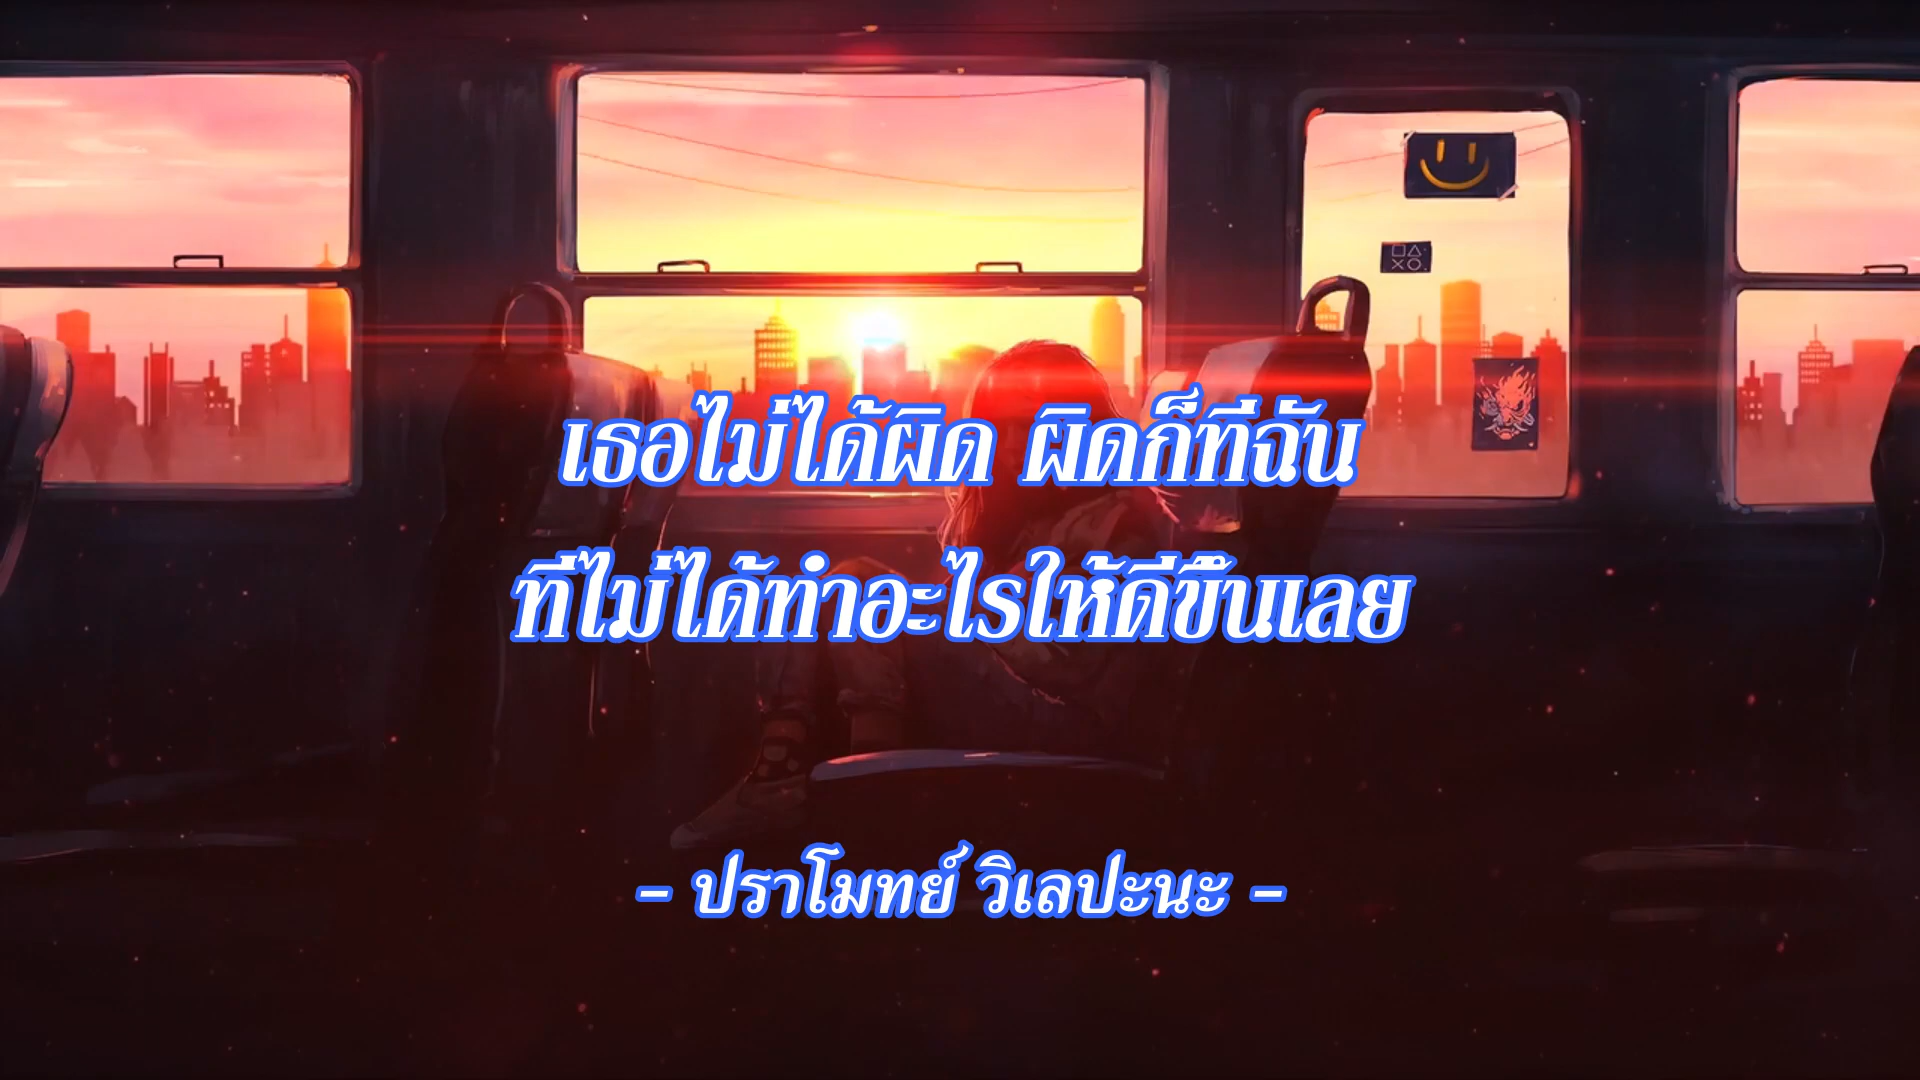 เธอไม่ได้ผิด ผิดก็ที่ฉัน
ที่ไม่ได้ทำอะไรให้ดีขึ้นเลย
- ปราโมทย์ วิเลปะนะ -